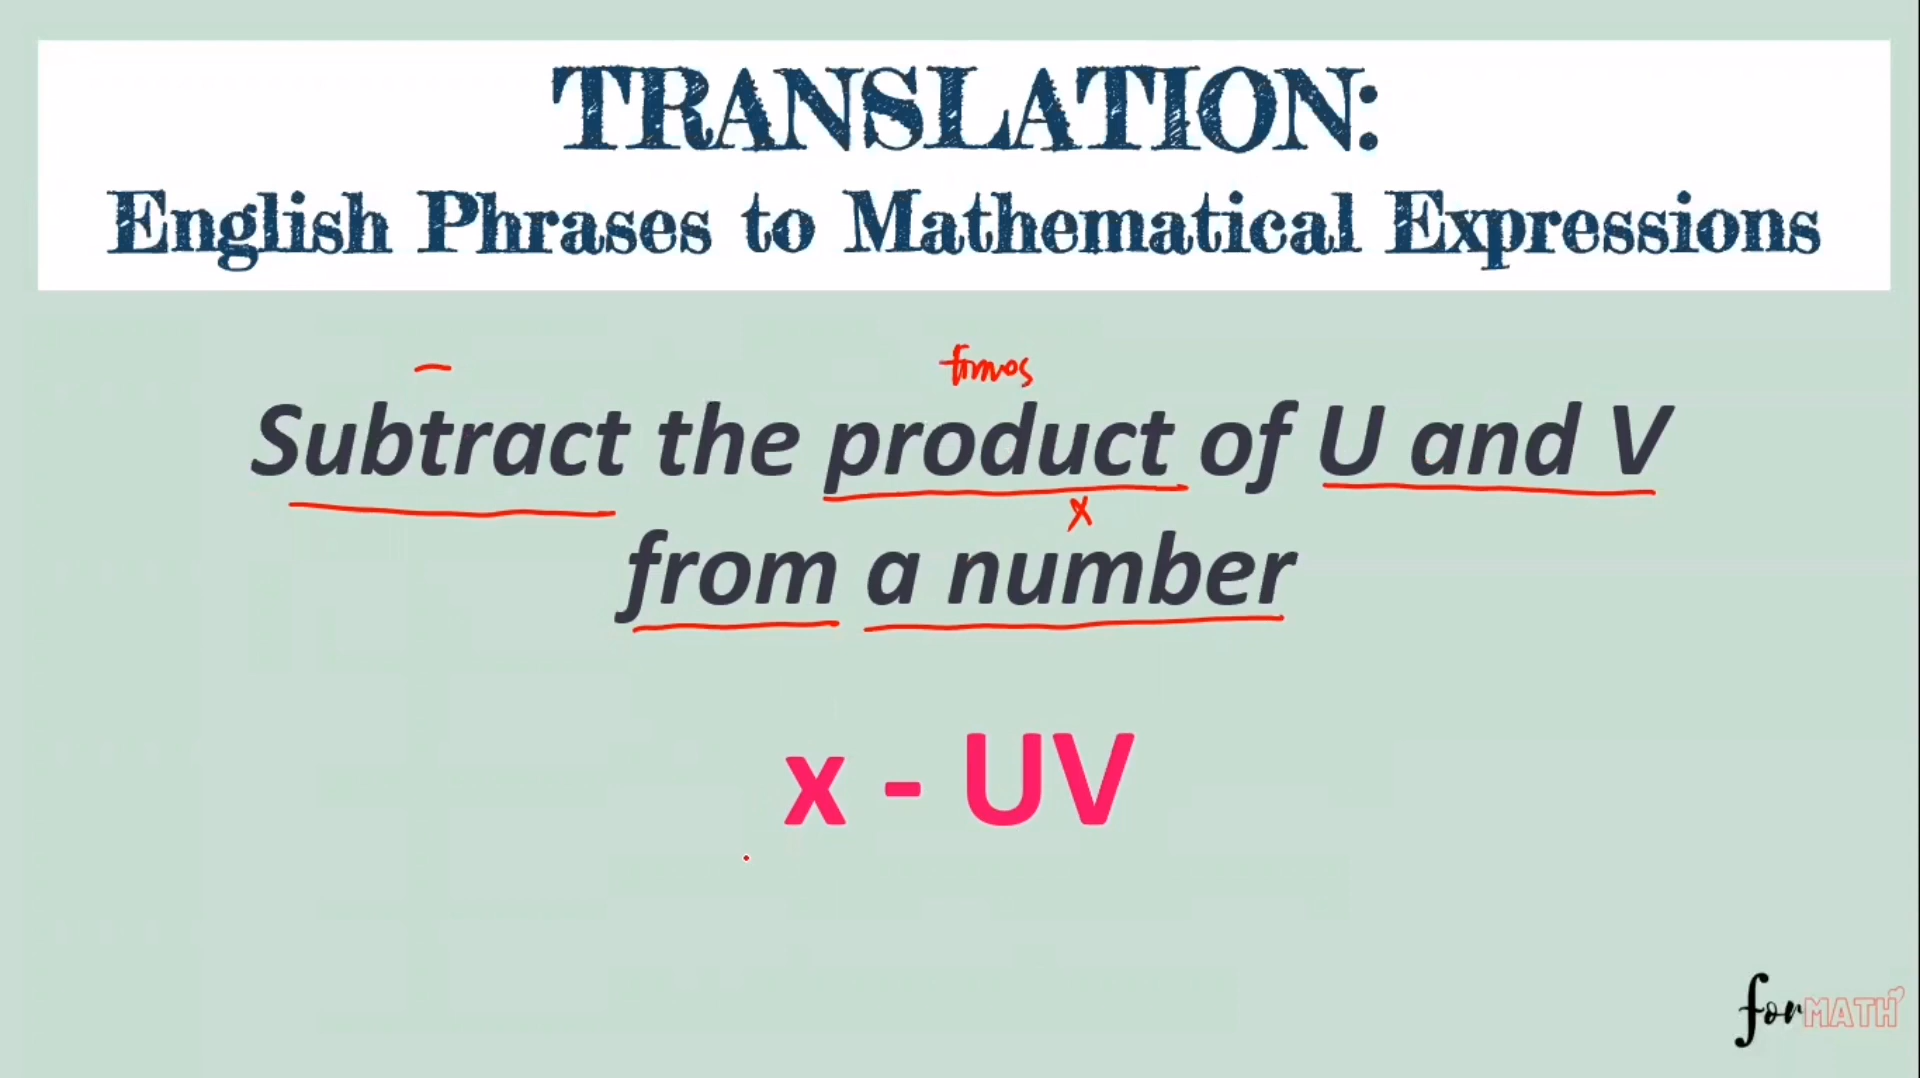 TRANSLATION:
English Phrases to Mathematical Expressions
–
times
Subtract the product of U and V
x
from a number
x - UV
forMATH